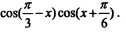 cos(π/3 − x)cos(x + π/6).